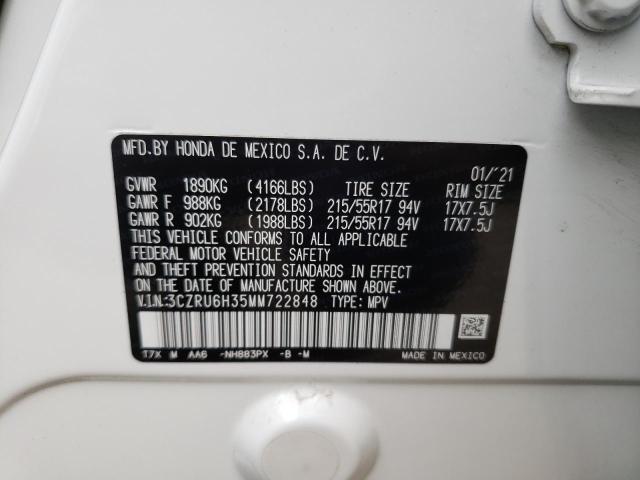 MFD.BY HONDA DE MEXICO S.A. DE C.V.
01/'21
GVWR 1890KG (4166LBS) TIRE SIZE RIM SIZE
GAWR F 988KG (2178LBS) 215/55R17 94V 17X7.5J
GAWR R 902KG (1988LBS) 215/55R17 94V 17X7.5J
THIS VEHICLE CONFORMS TO ALL APPLICABLE
FEDERAL MOTOR VEHICLE SAFETY
AND THEFT PREVENTION STANDARDS IN EFFECT
ON THE DATE OF MANUFACTURE SHOWN ABOVE.
V.I.N:3CZRU6H35MM722848 TYPE: MPV
T7X M AA6 -NH883PX -B -M
MADE IN MEXICO